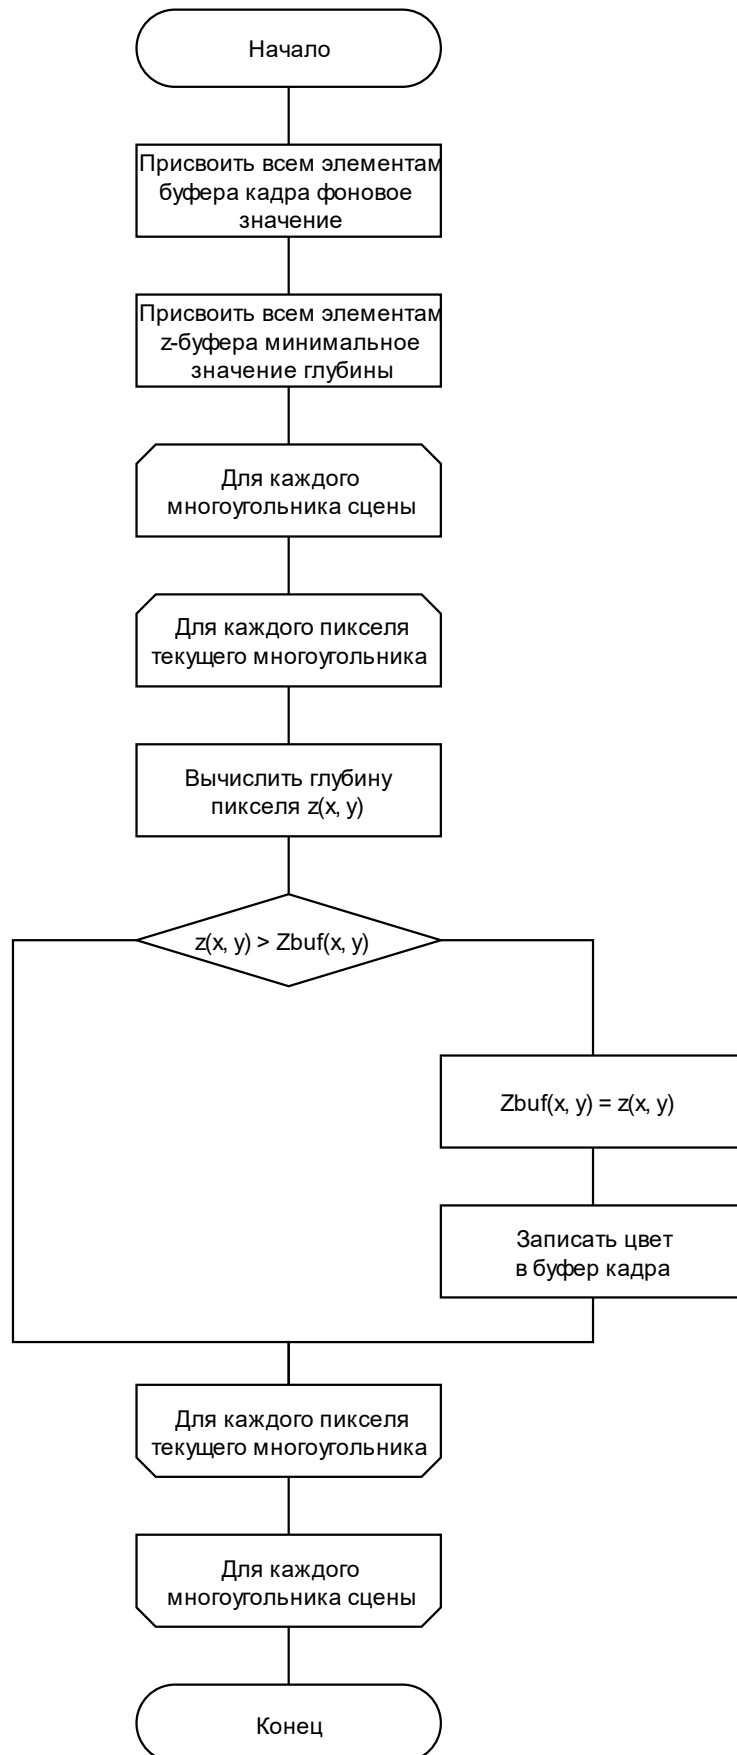 Начало
Присвоить всем элементам
буфера кадра фоновое
значение
Присвоить всем элементам
z-буфера минимальное
значение глубины
Для каждого
многоугольника сцены
Для каждого пикселя
текущего многоугольника
Вычислить глубину
пикселя z(x, y)
z(x, y) > Zbuf(x, y)
Zbuf(x, y) = z(x, y)
Записать цвет
в буфер кадра
Для каждого пикселя
текущего многоугольника
Для каждого
многоугольника сцены
Конец